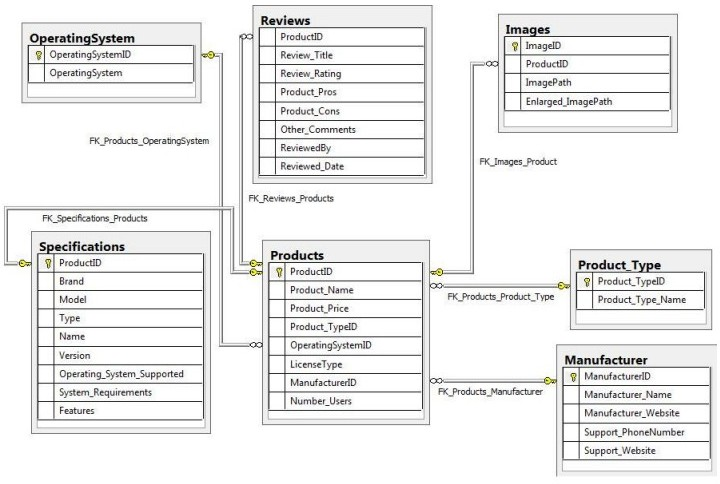 OperatingSystem
OperatingSystemID
OperatingSystem
Reviews
ProductID
Review_Title
Review_Rating
Product_Pros
Product_Cons
Other_Comments
ReviewedBy
Reviewed_Date
Images
ImageID
ProductID
ImagePath
Enlarged_ImagePath
FK_Products_OperatingSystem
FK_Images_Product
FK_Reviews_Products
FK_Specifications_Products
Specifications
ProductID
Brand
Model
Type
Name
Version
Operating_System_Supported
System_Requirements
Features
Products
ProductID
Product_Name
Product_Price
Product_TypeID
OperatingSystemID
LicenseType
ManufacturerID
Number_Users
FK_Products_Product_Type
Product_Type
Product_TypeID
Product_Type_Name
FK_Products_Manufacturer
Manufacturer
ManufacturerID
Manufacturer_Name
Manufacturer_Website
Support_PhoneNumber
Support_Website